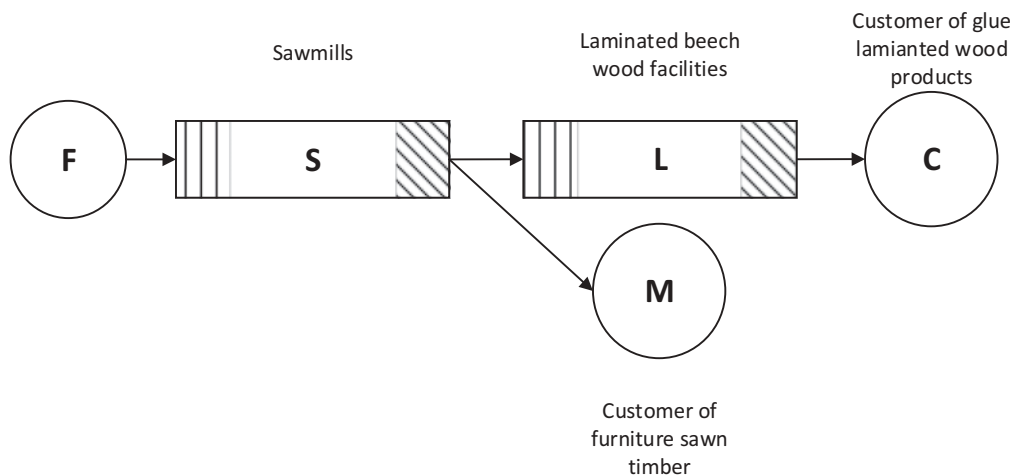 Sawmills
Laminated beech
wood facilities
Customer of glue
lamianted wood
products
F
S
L
C
M
Customer of
furniture sawn
timber